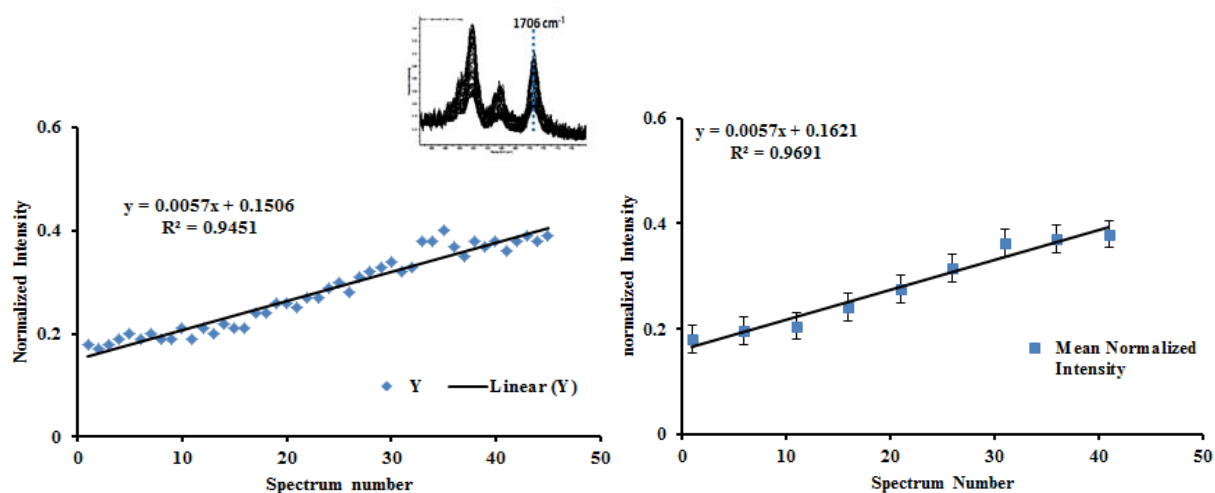 1706 cm⁻¹
0.6
0.4
0.2
0
y = 0.0057x + 0.1506
R² = 0.9451
Normalized Intensity
Y
Linear (Y)
0 10 20 30 40 50
Spectrum number
0.6
0.4
0.2
0
y = 0.0057x + 0.1621
R² = 0.9691
normalized Intensity
Mean Normalized
Intensity
0 10 20 30 40 50
Spectrum Number